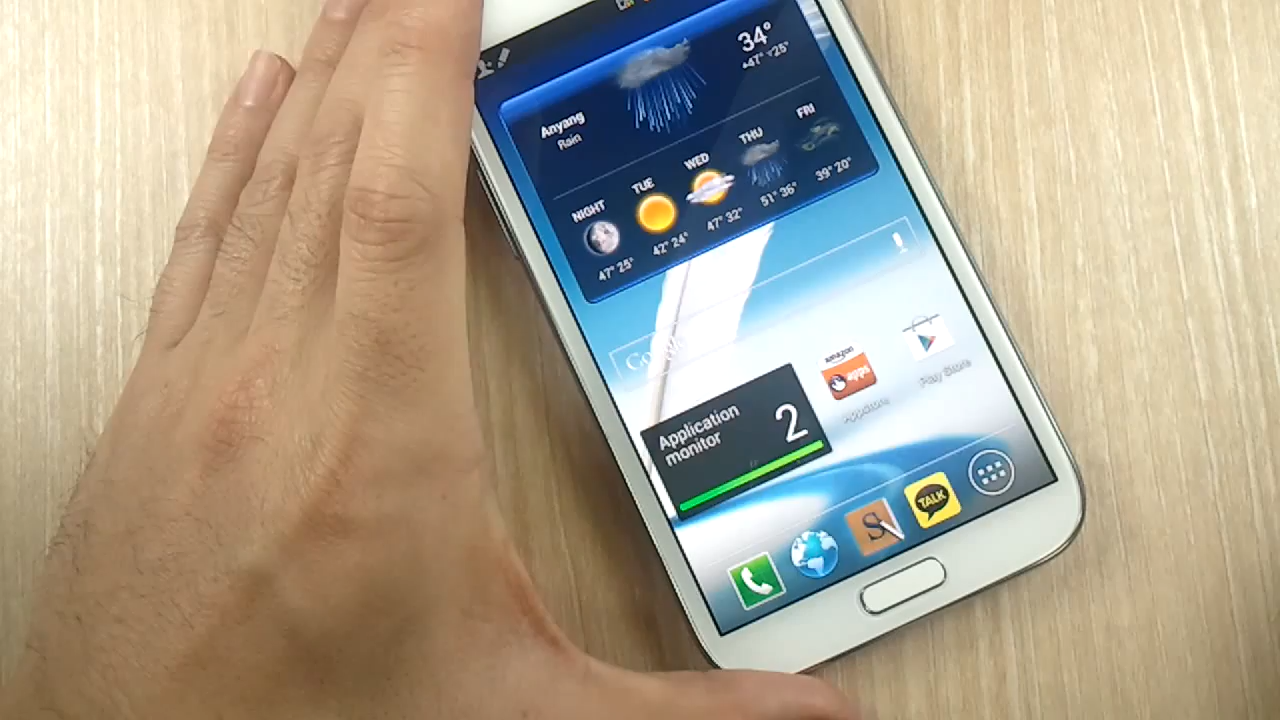 34°
▲47° ▼25°
Anyang
Rain
NIGHT
TUE
WED
THU
FRI
47° 25°
42° 24°
47° 32°
51° 36°
39° 20°
Google
Application
monitor
2
amazon
apps
Appstore
Play Store
S
TALK